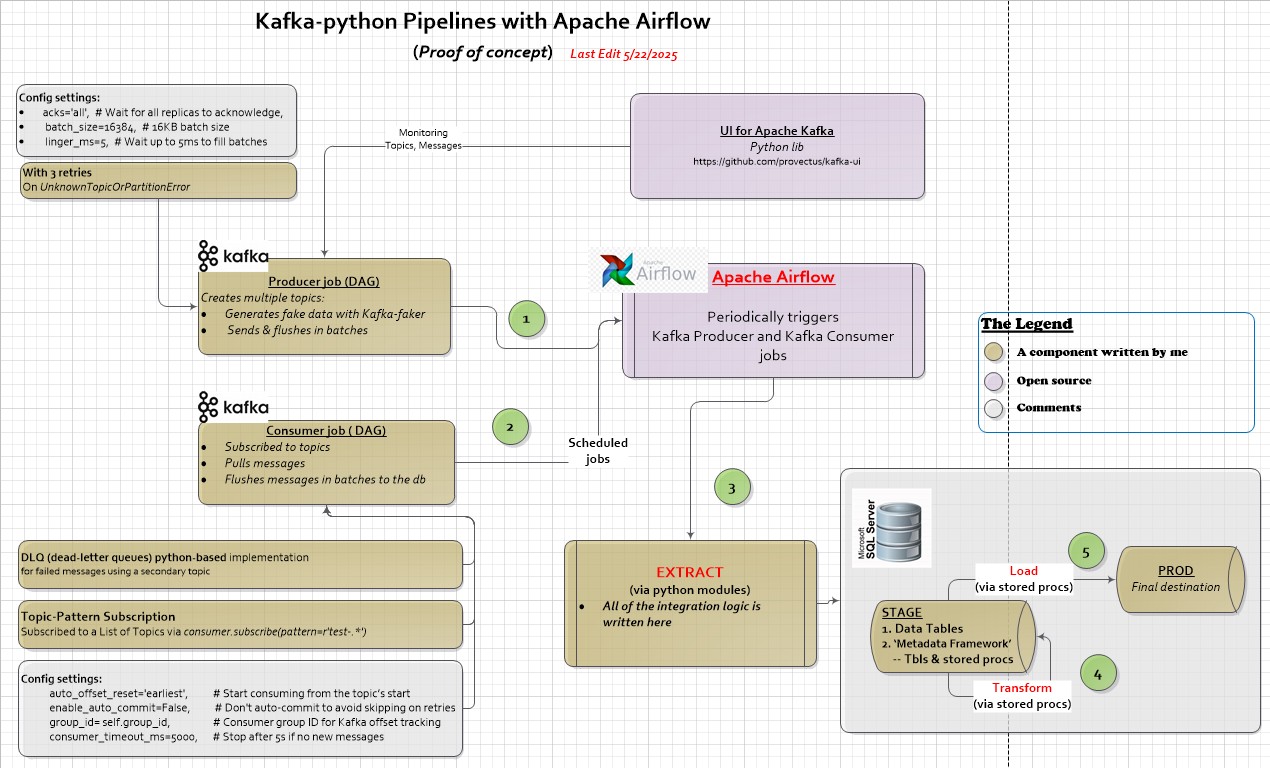 Kafka-python Pipelines with Apache Airflow
(Proof of concept) Last Edit 5/22/2025
Config settings:
• acks='all', # Wait for all replicas to acknowledge,
• batch_size=16384, # 16KB batch size
• linger_ms=5, # Wait up to 5ms to fill batches
With 3 retries
On UnknownTopicOrPartitionError
Monitoring
Topics, Messages
UI for Apache Kafka
Python lib
https://github.com/provectus/kafka-ui
kafka
Producer job (DAG)
Creates multiple topics:
• Generates fake data with Kafka-faker
• Sends & flushes in batches
1
Apache
Airflow
Apache Airflow
Periodically triggers
Kafka Producer and Kafka Consumer
jobs
The Legend
A component written by me
Open source
Comments
kafka
Consumer job ( DAG)
• Subscribed to topics
• Pulls messages
• Flushes messages in batches to the db
2
Scheduled
jobs
3
DLQ (dead-letter queues) python-based implementation
for failed messages using a secondary topic
Topic-Pattern Subscription
Subscribed to a List of Topics via consumer.subscribe(pattern=r'test-.*')
Config settings:
auto_offset_reset='earliest', # Start consuming from the topic's start
enable_auto_commit=False, # Don't auto-commit to avoid skipping on retries
group_id= self.group_id, # Consumer group ID for Kafka offset tracking
consumer_timeout_ms=5000, # Stop after 5s if no new messages
EXTRACT
(via python modules)
• All of the integration logic is
written here
Microsoft
SQL Server
5
Load
(via stored procs)
PROD
Final destination
STAGE
1. Data Tables
2. 'Metadata Framework'
-- Tbls & stored procs
4
Transform
(via stored procs)